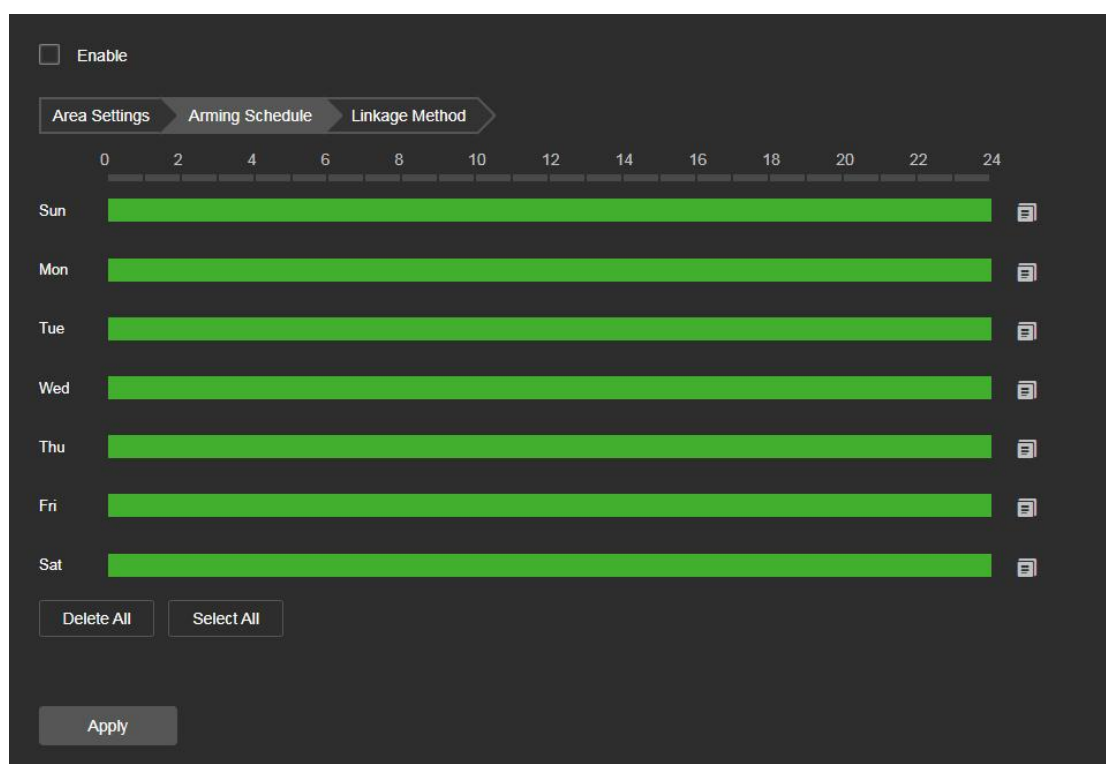 Enable
Area Settings Arming Schedule Linkage Method
0 2 4 6 8 10 12 14 16 18 20 22 24
Sun
Mon
Tue
Wed
Thu
Fri
Sat
Delete All Select All
Apply